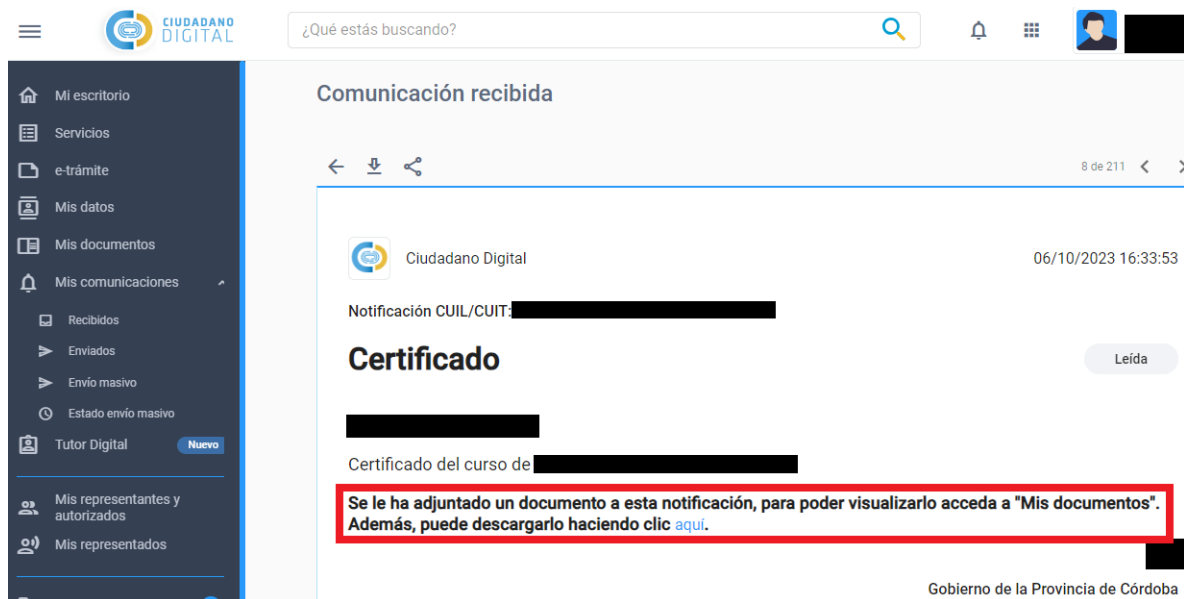 CIUDADANO
DIGITAL
¿Qué estás buscando?
Mi escritorio
Servicios
e-trámite
Mis datos
Mis documentos
Mis comunicaciones
Recibidos
Enviados
Envío masivo
Estado envío masivo
Tutor Digital
Nuevo
Mis representantes y
autorizados
Mis representados
Comunicación recibida
8 de 211
Ciudadano Digital
06/10/2023 16:33:53
Notificación CUIL/CUIT:
Certificado
Leída
Certificado del curso de
Se le ha adjuntado un documento a esta notificación, para poder visualizarlo acceda a "Mis documentos".
Además, puede descargarlo haciendo clic aquí.
Gobierno de la Provincia de Córdoba